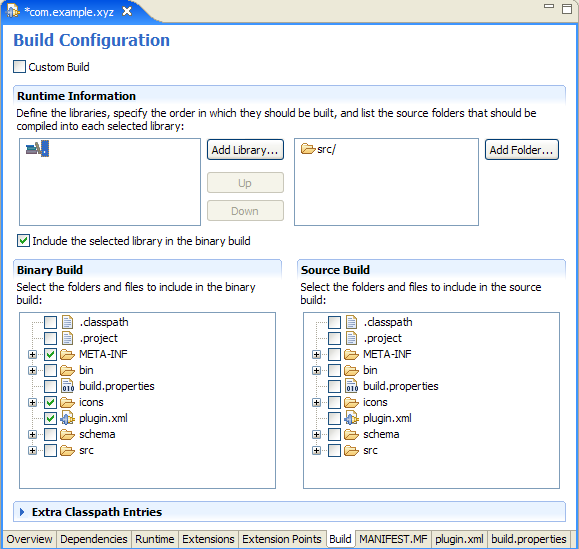 *com.example.xyz
Build Configuration
Custom Build
Runtime Information
Define the libraries, specify the order in which they should be built, and list the source folders that should be
compiled into each selected library:
.
Add Library...
Up
Down
src/
Add Folder...
Include the selected library in the binary build
Binary Build
Select the folders and files to include in the binary
build:
.classpath
.project
META-INF
bin
build.properties
icons
plugin.xml
schema
src
Source Build
Select the folders and files to include in the source
build:
.classpath
.project
META-INF
bin
build.properties
icons
plugin.xml
schema
src
Extra Classpath Entries
Overview Dependencies Runtime Extensions Extension Points Build MANIFEST.MF plugin.xml build.properties